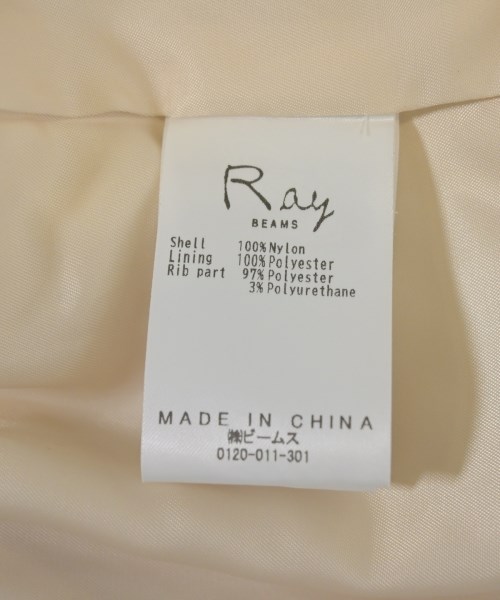 Ray
BEAMS
Shell 100%Nylon
Lining 100%Polyester
Rib part 97%Polyester
3%Polyurethane
MADE IN CHINA
㈱ビームス
0120-011-301